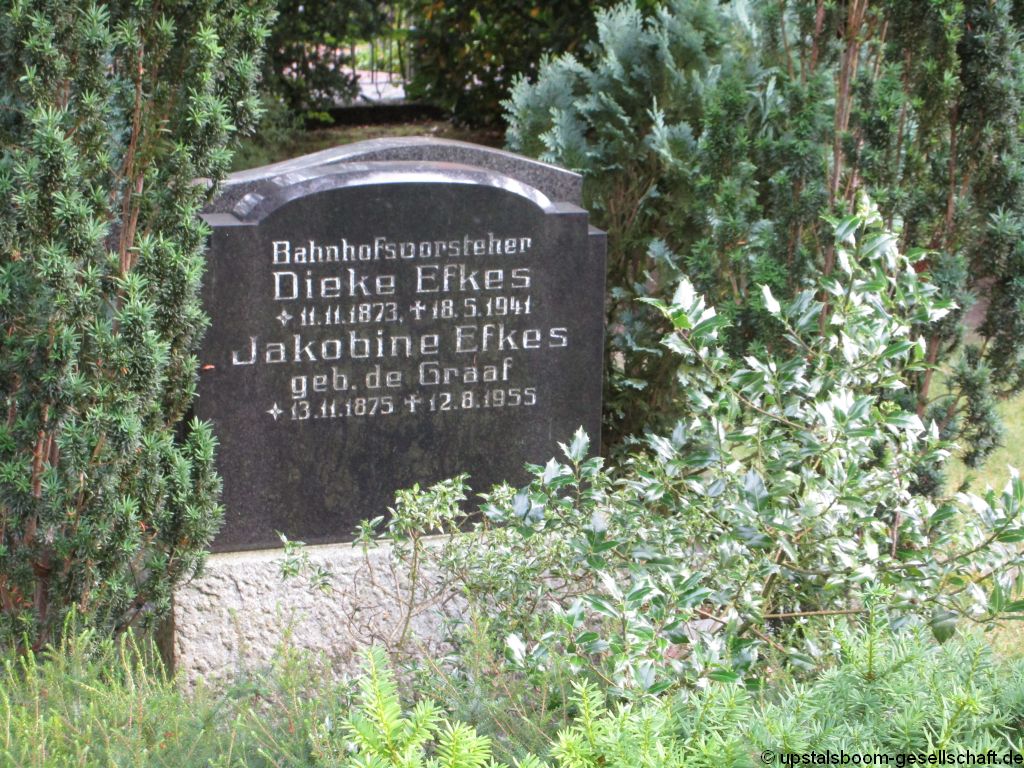 Bahnhofsvorsteher
Dieke Efkes
✧ 11.11.1873, ✝ 18.5.1941
Jakobine Efkes
geb. de Graaf
✧ 13.11.1875 ✝ 12.8.1955
© upstalsboom-gesellschaft.de